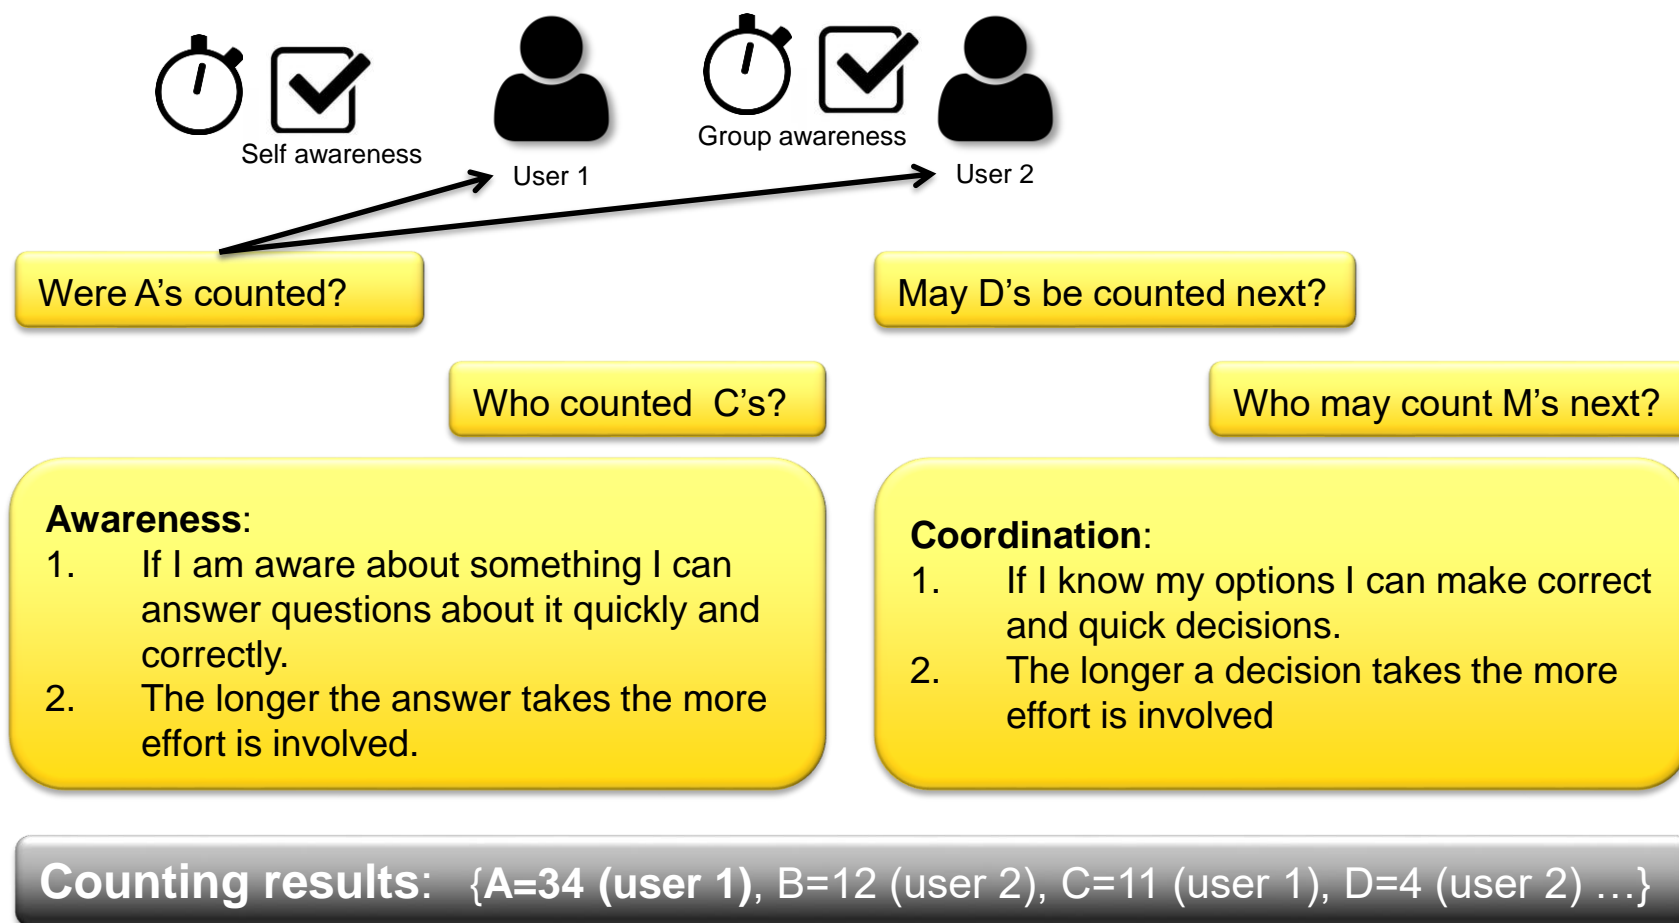 Self awareness
User 1
Group awareness
User 2
Were A’s counted?
May D’s be counted next?
Who counted  C’s?
Who may count M’s next?
Awareness:
1. If I am aware about something I can
answer questions about it quickly and
correctly.
2. The longer the answer takes the more
effort is involved.
Coordination:
1. If I know my options I can make correct
and quick decisions.
2. The longer a decision takes the more
effort is involved
Counting results: {A=34 (user 1), B=12 (user 2), C=11 (user 1), D=4 (user 2) …}